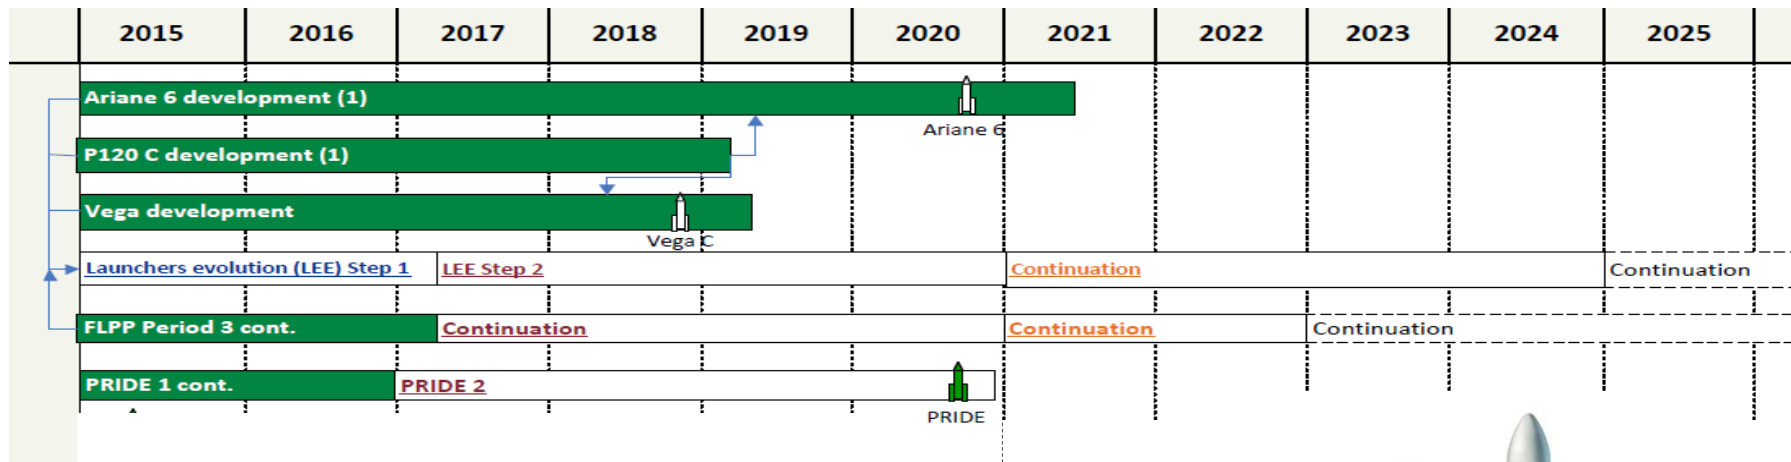 2015 2016 2017 2018 2019 2020 2021 2022 2023 2024 2025
Ariane 6 development (1)
Ariane 6
P120 C development (1)
Vega development
Vega C
Launchers evolution (LEE) Step 1 LEE Step 2 Continuation Continuation
FLPP Period 3 cont. Continuation Continuation Continuation
PRIDE 1 cont. PRIDE 2
PRIDE